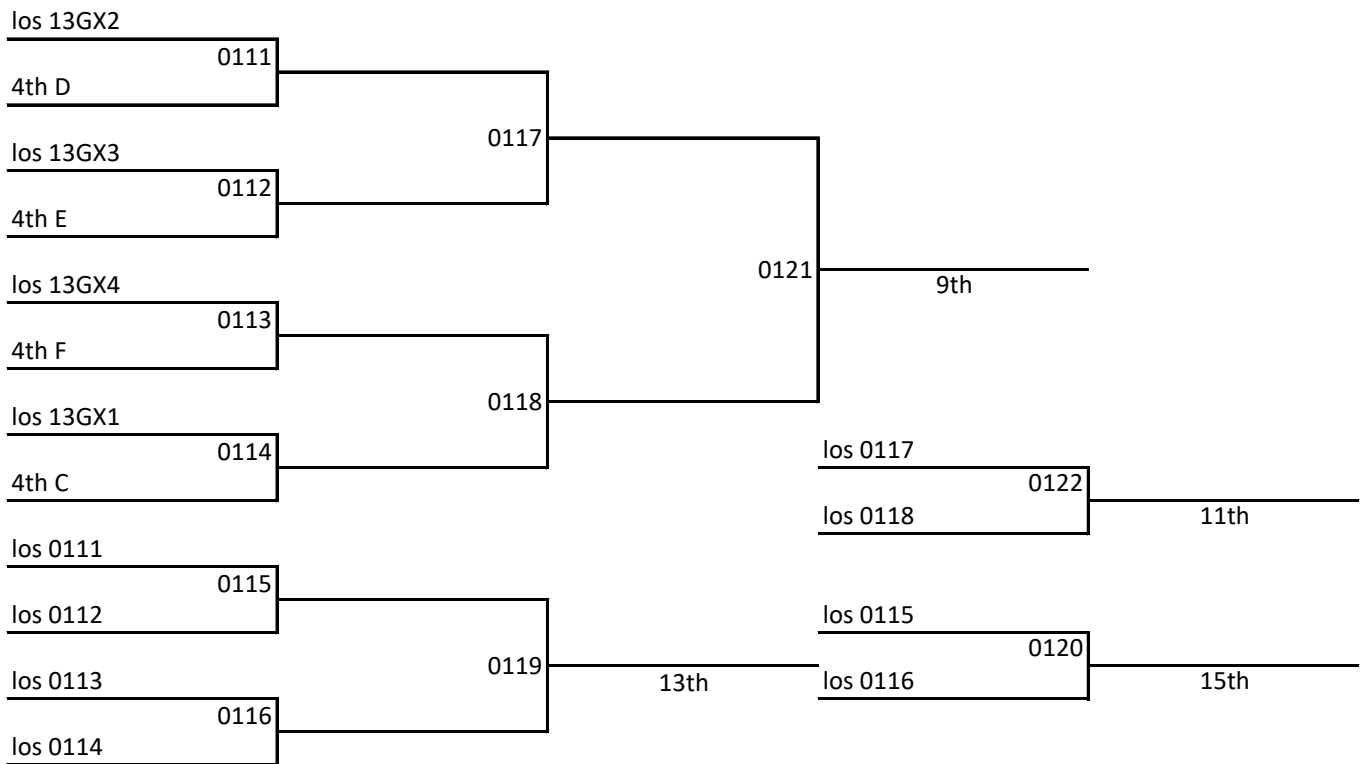 los 13GX2
0111
4th D
0117
los 13GX3
0112
4th E
0121
9th
los 13GX4
0113
4th F
0118
los 13GX1
0114
4th C
los 0117
0122
11th
los 0118
los 0111
0115
los 0112
0119
13th
los 0113
0116
los 0114
los 0115
0120
15th
los 0116